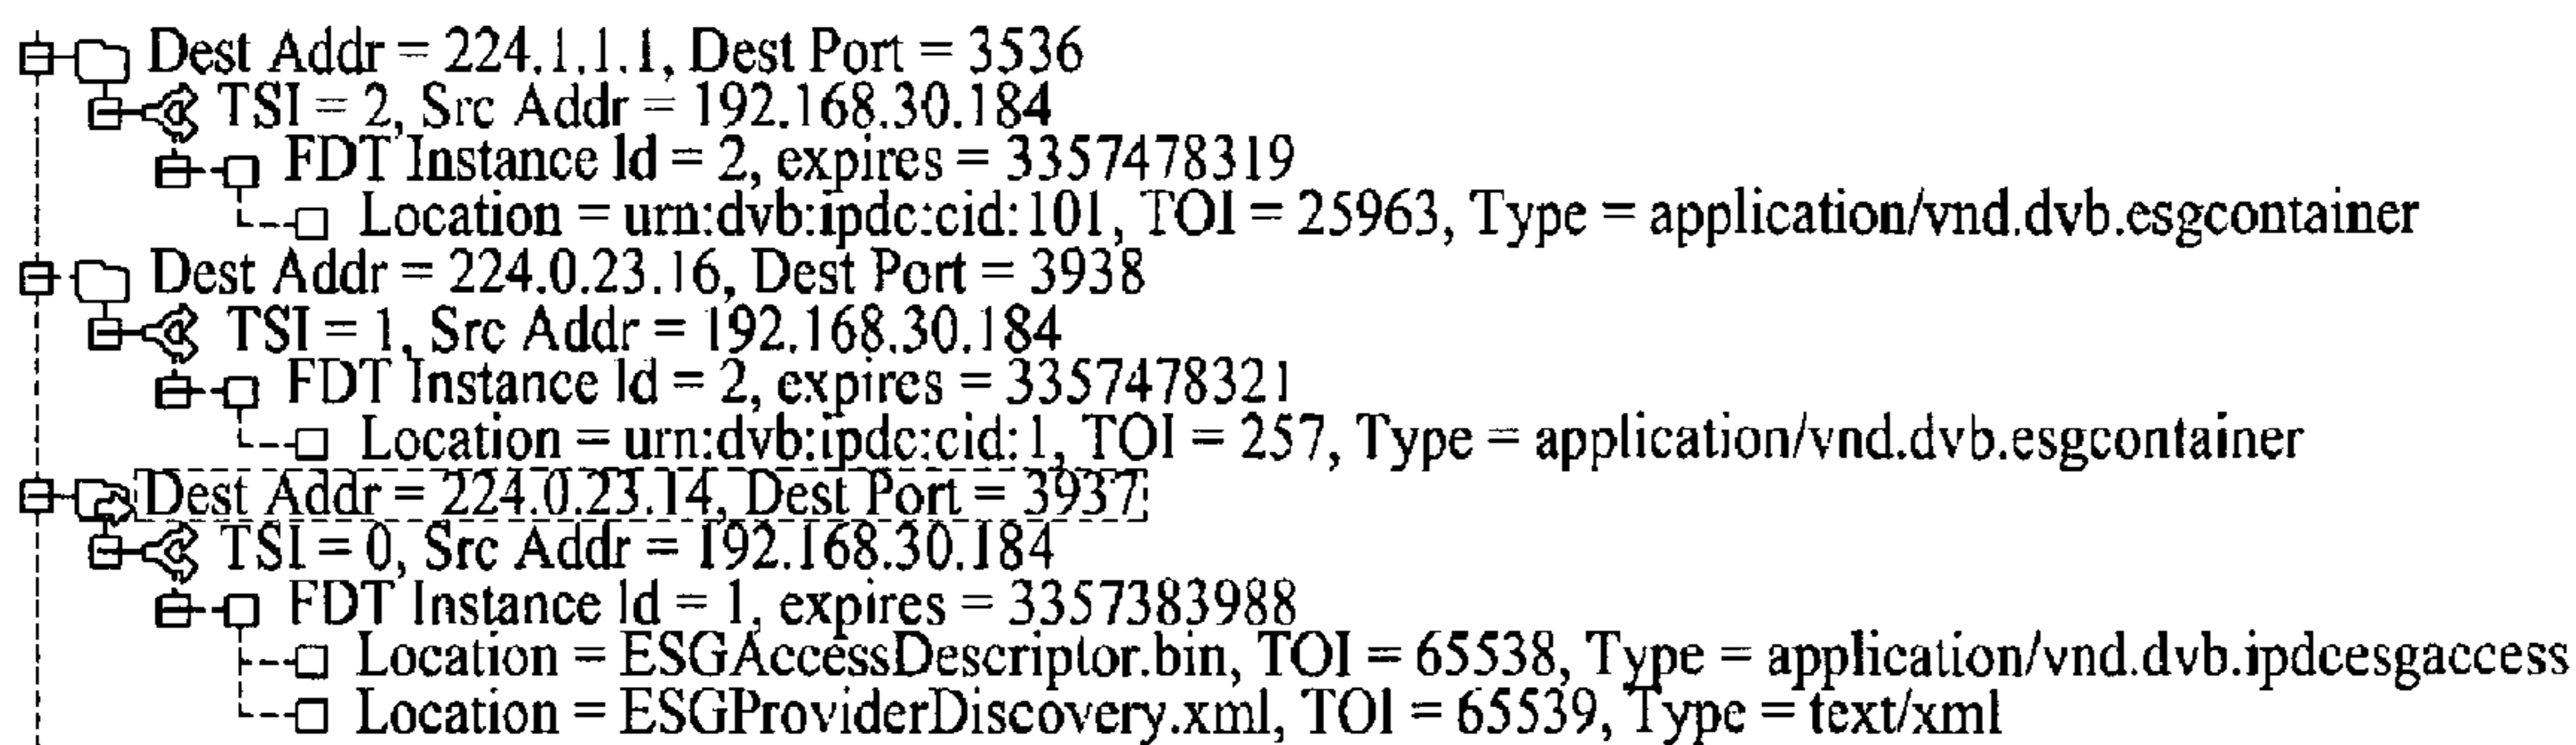 Dest Addr = 224.1.1.1, Dest Port = 3536
TSI = 2, Src Addr = 192.168.30.184
FDT Instance Id = 2, expires = 3357478319
Location = urn:dvb:ipdc:cid:101, TOI = 25963, Type = application/vnd.dvb.esgcontainer
Dest Addr = 224.0.23.16, Dest Port = 3938
TSI = 1, Src Addr = 192.168.30.184
FDT Instance Id = 2, expires = 3357478321
Location = urn:dvb:ipdc:cid:1, TOI = 257, Type = application/vnd.dvb.esgcontainer
Dest Addr = 224.0.23.14, Dest Port = 3937
TSI = 0, Src Addr = 192.168.30.184
FDT Instance Id = 1, expires = 3357383988
Location = ESGAccessDescriptor.bin, TOI = 65538, Type = application/vnd.dvb.ipdcesgaccess
Location = ESGProviderDiscovery.xml, TOI = 65539, Type = text/xml